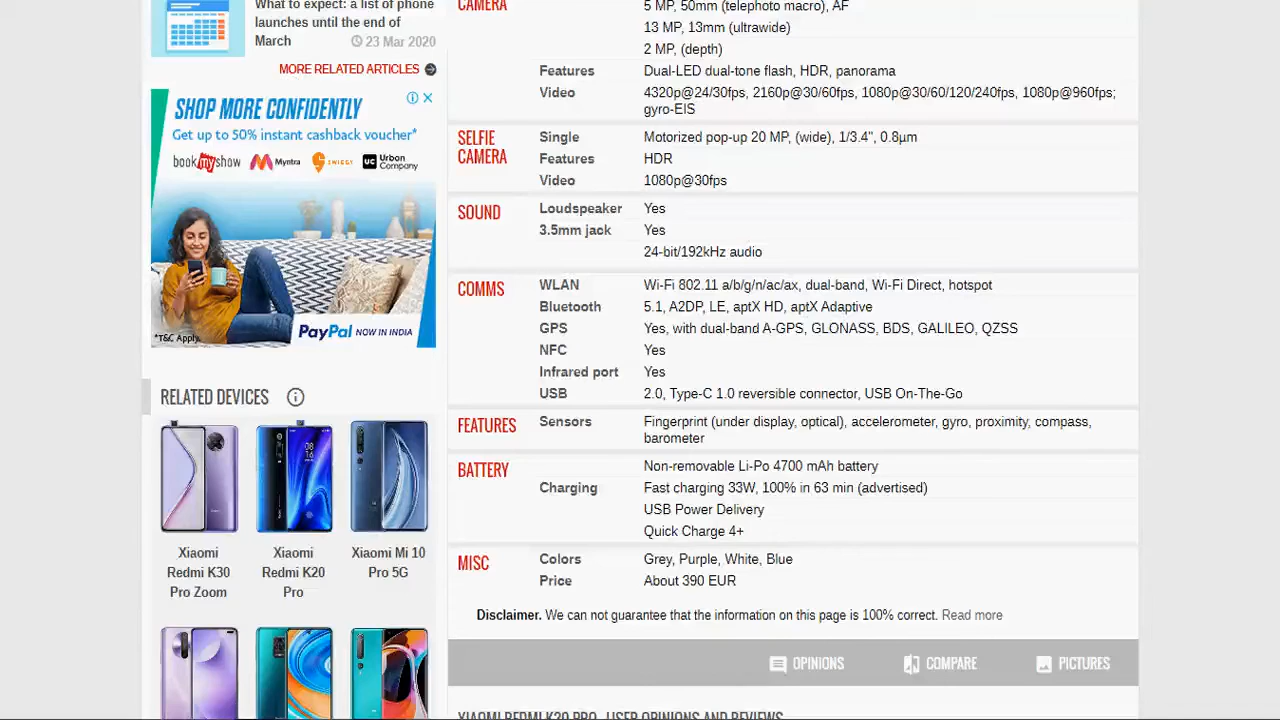 What to expect: a list of phone
launches until the end of
March
23 Mar 2020
MORE RELATED ARTICLES
SHOP MORE CONFIDENTLY
Get up to 50% instant cashback voucher*
bookmyshow
Myntra
SWIGGY
UC Urban Company
*T&C Apply.
PayPal NOW IN INDIA
RELATED DEVICES
Xiaomi
Redmi K30
Pro Zoom
Xiaomi
Redmi K20
Pro
Xiaomi Mi 10
Pro 5G
CAMERA
5 MP, 50mm (telephoto macro), AF
13 MP, 13mm (ultrawide)
2 MP, (depth)
Features Dual-LED dual-tone flash, HDR, panorama
Video 4320p@24/30fps, 2160p@30/60fps, 1080p@30/60/120/240fps, 1080p@960fps;
gyro-EIS
SELFIE
CAMERA
Single Motorized pop-up 20 MP, (wide), 1/3.4", 0.8µm
Features HDR
Video 1080p@30fps
SOUND
Loudspeaker Yes
3.5mm jack Yes
24-bit/192kHz audio
COMMS
WLAN Wi-Fi 802.11 a/b/g/n/ac/ax, dual-band, Wi-Fi Direct, hotspot
Bluetooth 5.1, A2DP, LE, aptX HD, aptX Adaptive
GPS Yes, with dual-band A-GPS, GLONASS, BDS, GALILEO, QZSS
NFC Yes
Infrared port Yes
USB 2.0, Type-C 1.0 reversible connector, USB On-The-Go
FEATURES
Sensors Fingerprint (under display, optical), accelerometer, gyro, proximity, compass,
barometer
BATTERY
Non-removable Li-Po 4700 mAh battery
Charging Fast charging 33W, 100% in 63 min (advertised)
USB Power Delivery
Quick Charge 4+
MISC
Colors Grey, Purple, White, Blue
Price About 390 EUR
Disclaimer. We can not guarantee that the information on this page is 100% correct. Read more
OPINIONS COMPARE PICTURES
XIAOMI REDMI K30 PRO - USER OPINIONS AND REVIEWS